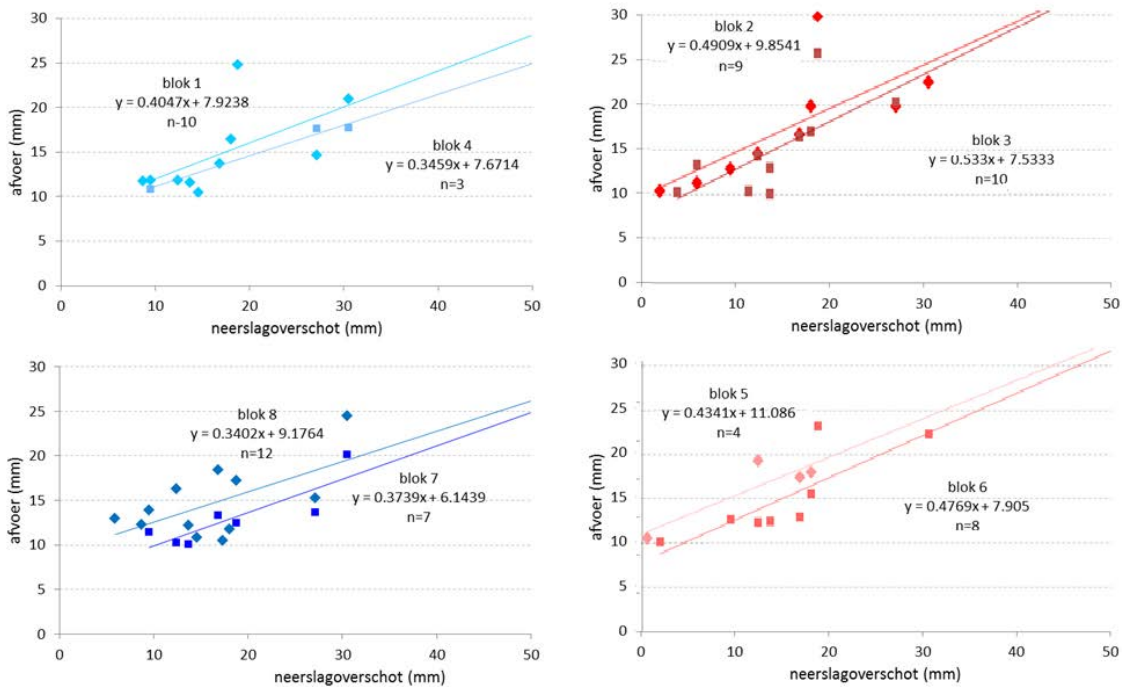 30
25
20
15
10
5
0
afvoer (mm)
blok 1
y = 0.4047x + 7.9238
n-10
blok 4
y = 0.3459x + 7.6714
n=3
0 10 20 30 40 50
neerslagoverschot (mm)
30
25
20
15
10
5
0
afvoer (mm)
blok 2
y = 0.4909x + 9.8541
n=9
blok 3
y = 0.533x + 7.5333
n=10
0 10 20 30 40 50
neerslagoverschot (mm)
30
25
20
15
10
5
0
afvoer (mm)
blok 8
y = 0.3402x + 9.1764
n=12
blok 7
y = 0.3739x + 6.1439
n=7
0 10 20 30 40 50
neerslagoverschot (mm)
30
25
20
15
10
5
0
afvoer (mm)
blok 5
y = 0.4341x + 11.086
n=4
blok 6
y = 0.4769x + 7.905
n=8
0 10 20 30 40 50
neerslagoverschot (mm)